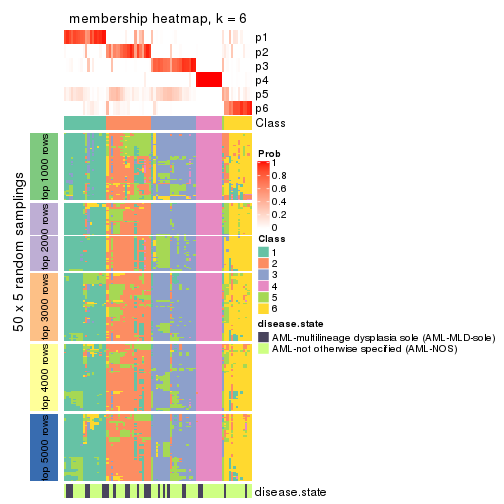 membership heatmap, k = 6
p1
p2
p3
p4
p5
p6
Class
50 x 5 random samplings
top 1000 rows
top 2000 rows
top 3000 rows
top 4000 rows
top 5000 rows
Prob
1
0.8
0.6
0.4
0.2
0
Class
1
2
3
4
5
6
disease.state
AML-multilineage dysplasia sole (AML-MLD-sole)
AML-not otherwise specified (AML-NOS)
disease.state